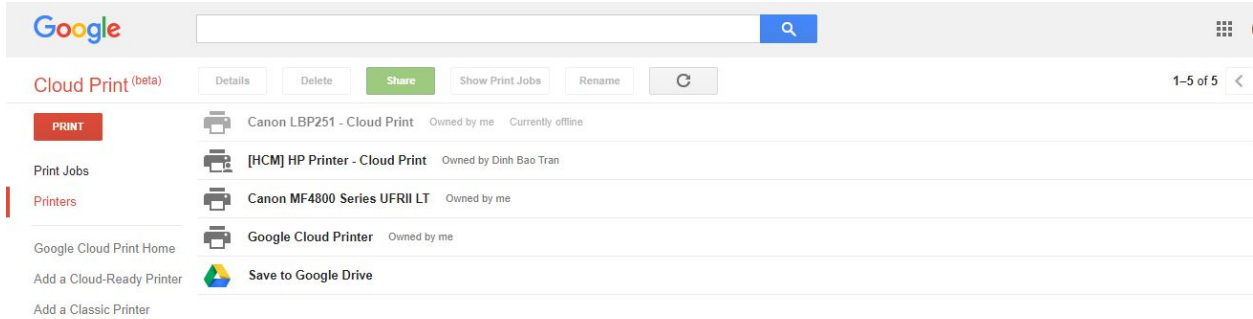 Google
Cloud Print (beta)
Details Delete Share Show Print Jobs Rename 1–5 of 5
PRINT
Print Jobs
Printers
Google Cloud Print Home
Add a Cloud-Ready Printer
Add a Classic Printer
Canon LBP251 - Cloud Print Owned by me Currently offline
[HCM] HP Printer - Cloud Print Owned by Dinh Bao Tran
Canon MF4800 Series UFRII LT Owned by me
Google Cloud Printer Owned by me
Save to Google Drive